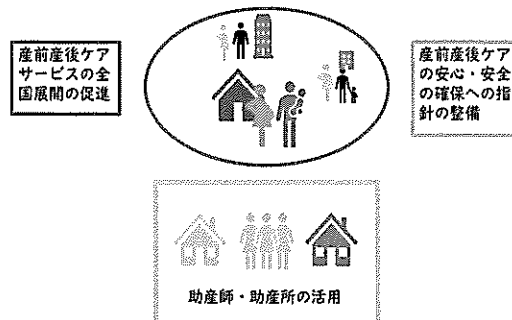 産前産後ケア
サービスの全
国展開の促進
産前産後ケア
の安心・安全
の確保への指
針の整備
助産師・助産所の活用